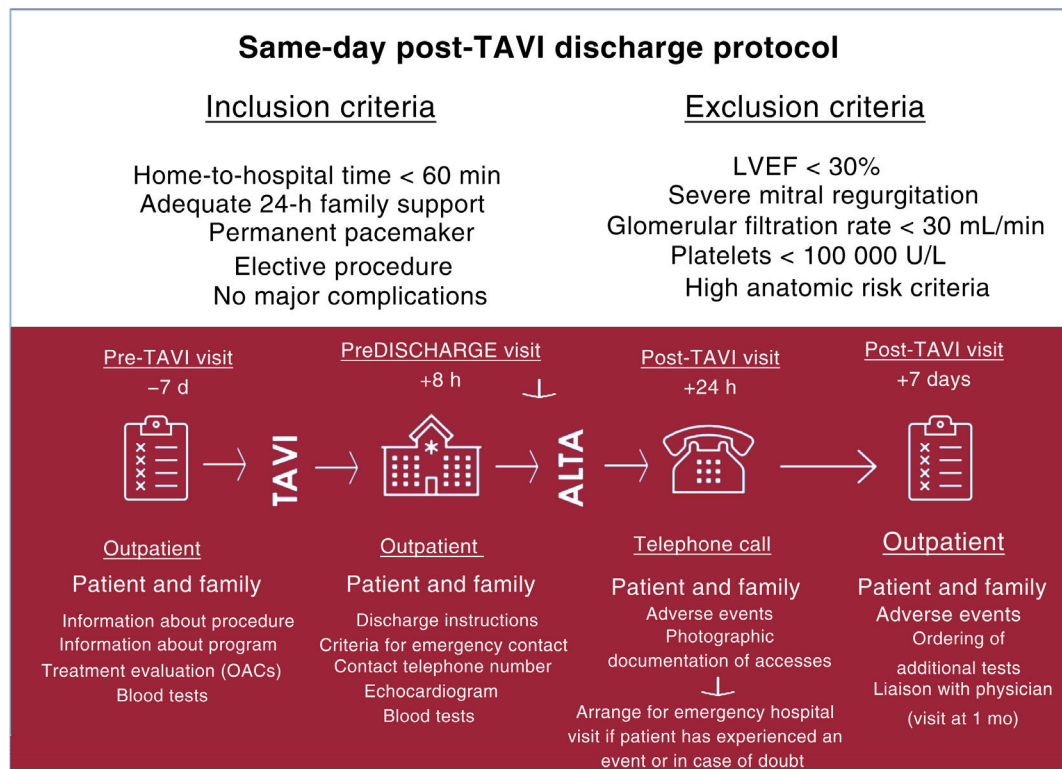 Same-day post-TAVI discharge protocol
Inclusion criteria
Home-to-hospital time < 60 min
Adequate 24-h family support
Permanent pacemaker
Elective procedure
No major complications
Exclusion criteria
LVEF < 30%
Severe mitral regurgitation
Glomerular filtration rate < 30 mL/min
Platelets < 100 000 U/L
High anatomic risk criteria
Pre-TAVI visit
−7 d
TAVI
PreDISCHARGE visit
+8 h
ALTA
Post-TAVI visit
+24 h
Post-TAVI visit
+7 days
Outpatient
Patient and family
Information about procedure
Information about program
Treatment evaluation (OACs)
Blood tests
Outpatient
Patient and family
Discharge instructions
Criteria for emergency contact
Contact telephone number
Echocardiogram
Blood tests
Telephone call
Patient and family
Adverse events
Photographic
documentation of accesses
Arrange for emergency hospital
visit if patient has experienced an
event or in case of doubt
Outpatient
Patient and family
Adverse events
Ordering of
additional tests
Liaison with physician
(visit at 1 mo)